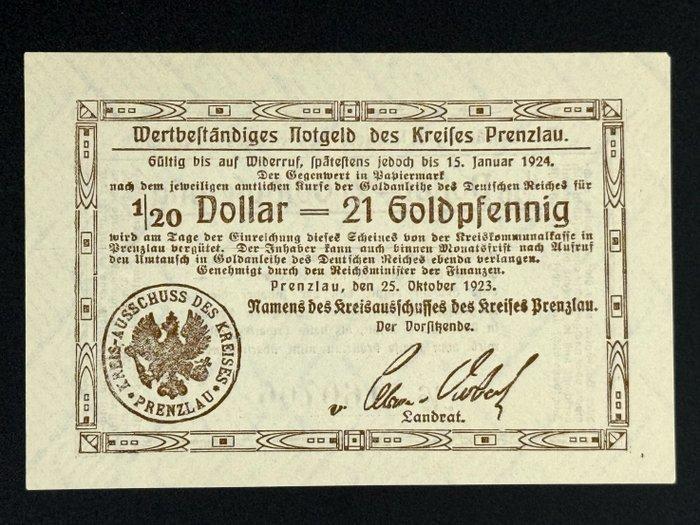 Wertbeständiges Notgeld des Kreises Prenzlau.
Gültig bis auf Widerruf, spätestens jedoch bis 15. Januar 1924.
Der Gegenwert in Papiermark
nach dem jeweiligen amtlichen Kurse der Goldanleihe des Deutschen Reiches für
1/20 Dollar = 21 Goldpfennig
wird am Tage der Einreichung dieses Scheines von der Kreiskommunalkasse in
Prenzlau vergütet. Der Inhaber kann auch binnen Monatsfrist nach Aufruf
den Umtausch in Goldanleihe des Deutschen Reiches ebenda verlangen.
Genehmigt durch den Reichsminister der Finanzen.
Prenzlau, den 25. Oktober 1923.
Namens des Kreisausschusses des Kreises Prenzlau.
Der Vorsitzende.
KREIS-AUSSCHUSS DES KREISES
* PRENZLAU *
v.
Landrat.